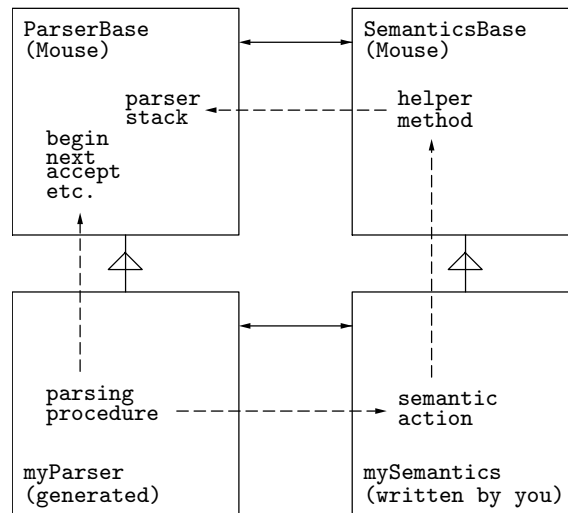 ParserBase
(Mouse)
parser
stack
begin
next
accept
etc.
SemanticsBase
(Mouse)
helper
method
parsing
procedure
myParser
(generated)
semantic
action
mySemantics
(written by you)